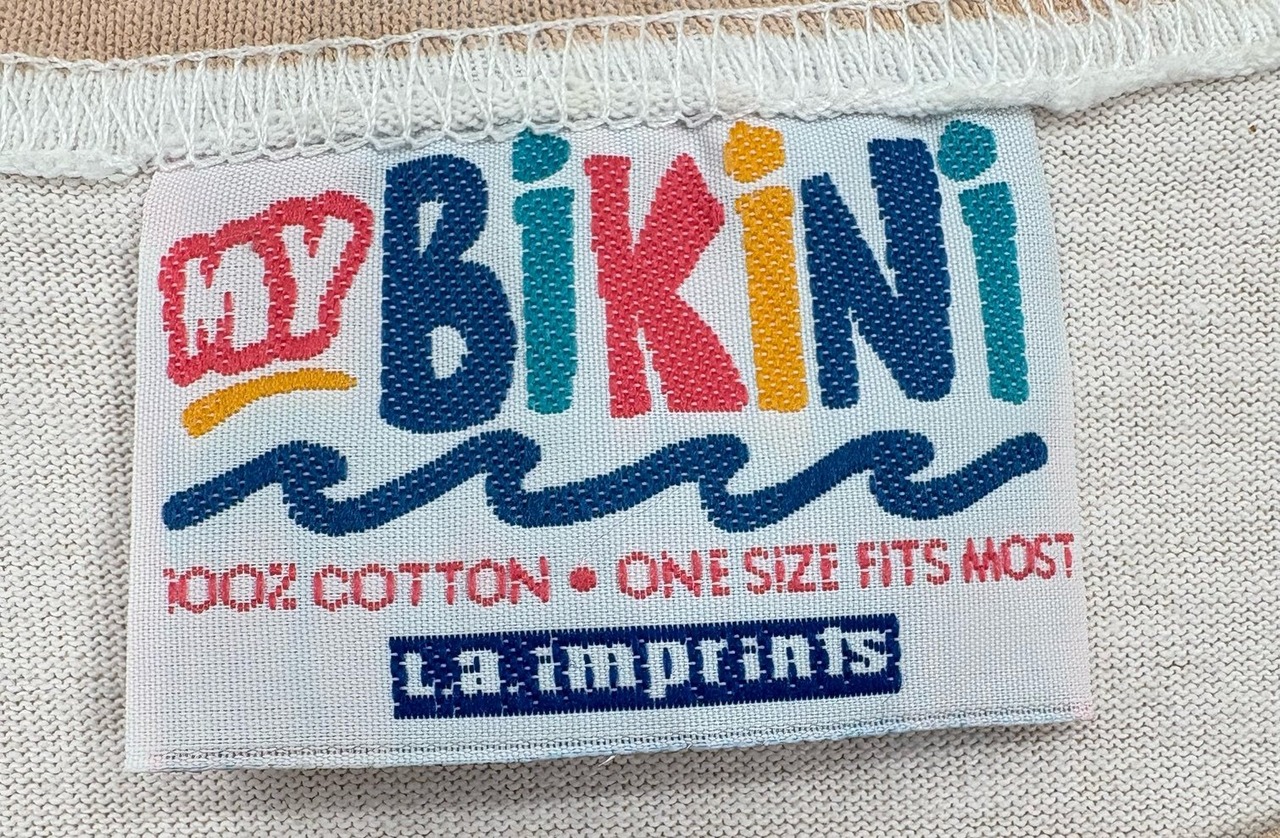 MY BiKiNi
100% COTTON • ONE SIZE FITS MOST
L.A. imprints